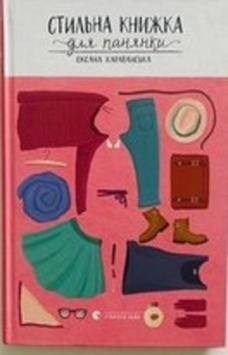 СТИЛЬНА КНИЖКА
для панянки
ОКСАНА КАРАВАНСЬКА